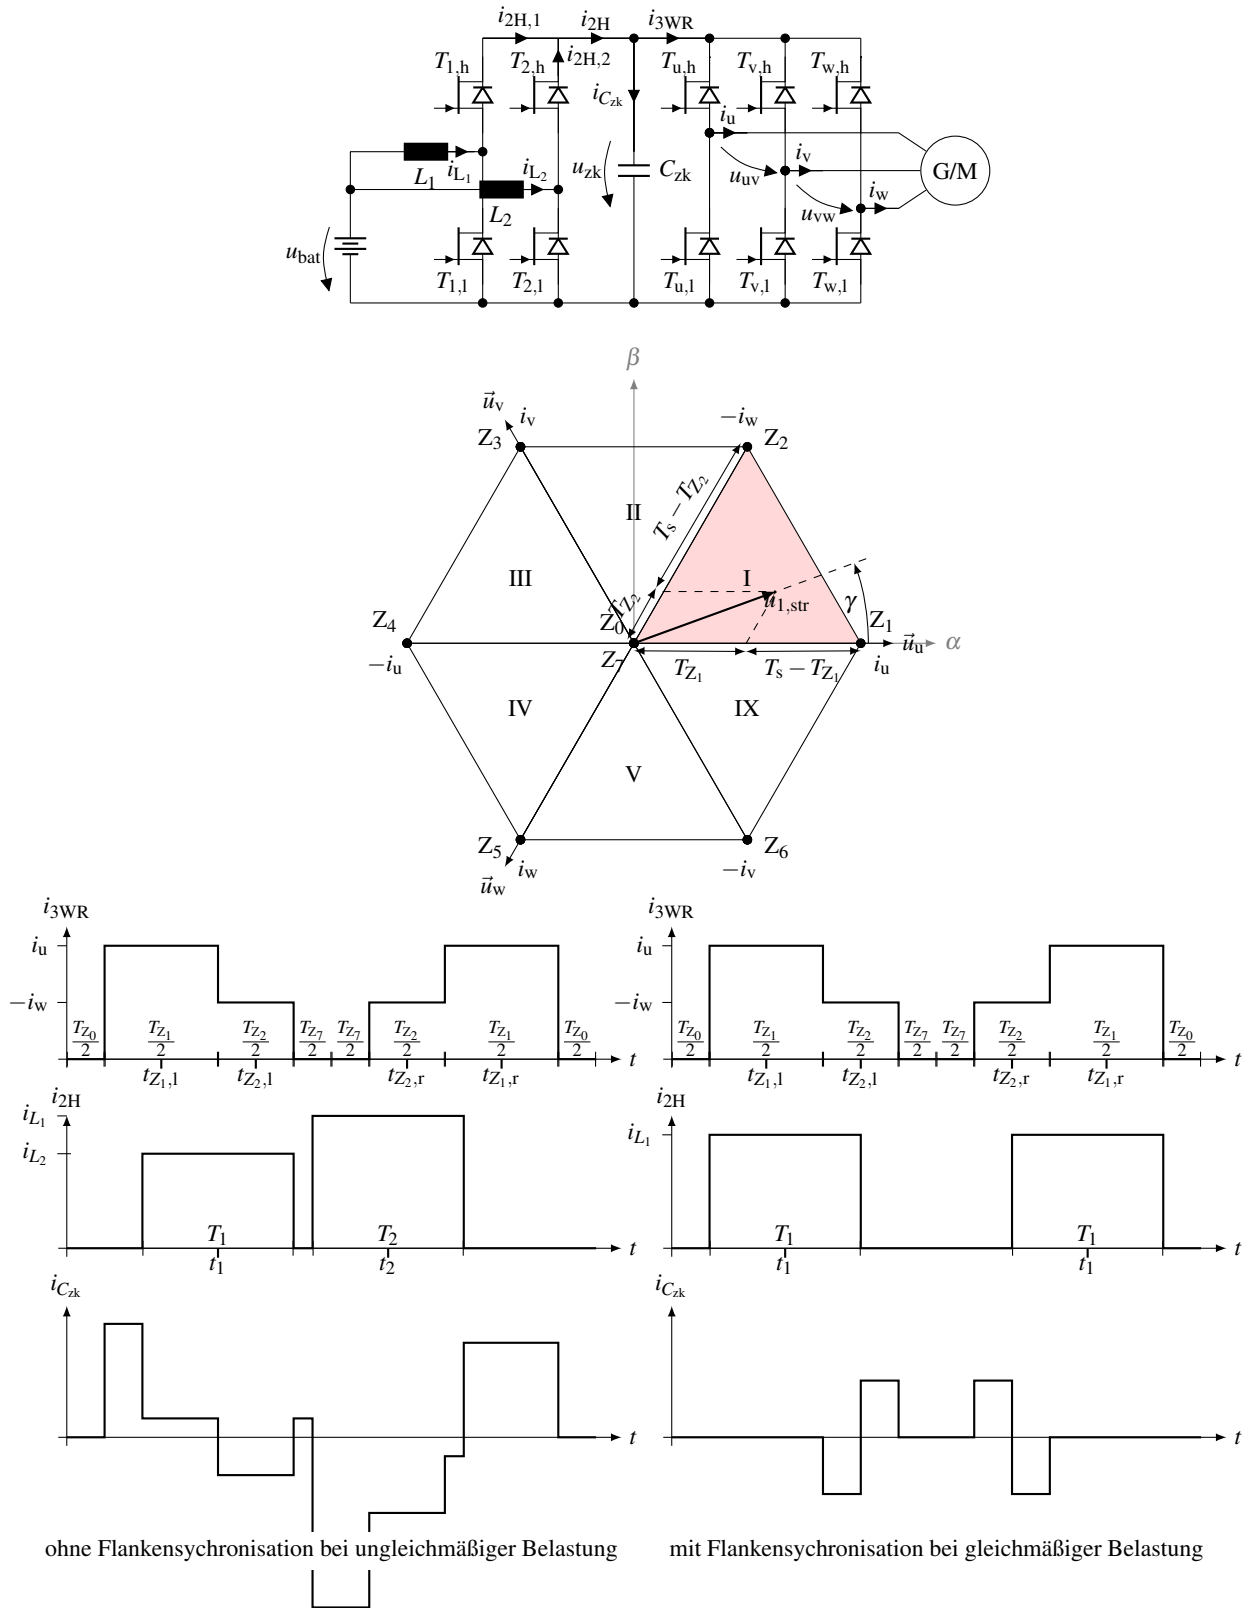 i2H,1 i2H i3WR
i2H,2
T1,h T2,h Tu,h Tv,h Tw,h
iCzk
iu
iL1 iL2 uzk Czk iv G/M
L1 uuv
L2 uvw iw
ubat
T1,l T2,l Tu,l Tv,l Tw,l
β
u⃗v iv −iw
Z3 Z2
Ts − TZ2
II
III I
TZ2 u⃗1,str γ
Z4 Z0 Z1
−iu Z7 TZ1 Ts − TZ1 iu u⃗u α
IV IX
V
Z5 Z6
u⃗w iw −iv
i3WR i3WR
iu iu
−iw −iw
TZ0/2 TZ1/2 TZ2/2 TZ7/2 TZ7/2 TZ2/2 TZ1/2 TZ0/2 t TZ0/2 TZ1/2 TZ2/2 TZ7/2 TZ7/2 TZ2/2 TZ1/2 TZ0/2 t
tZ1,l tZ2,l tZ2,r tZ1,r tZ1,l tZ2,l tZ2,r tZ1,r
i2H i2H
iL1 iL1
iL2
T1 T2 t T1 T1 t
t1 t2 t1 t1
iCzk iCzk
t t
ohne Flankensychronisation bei ungleichmäßiger Belastung mit Flankensychronisation bei gleichmäßiger Belastung